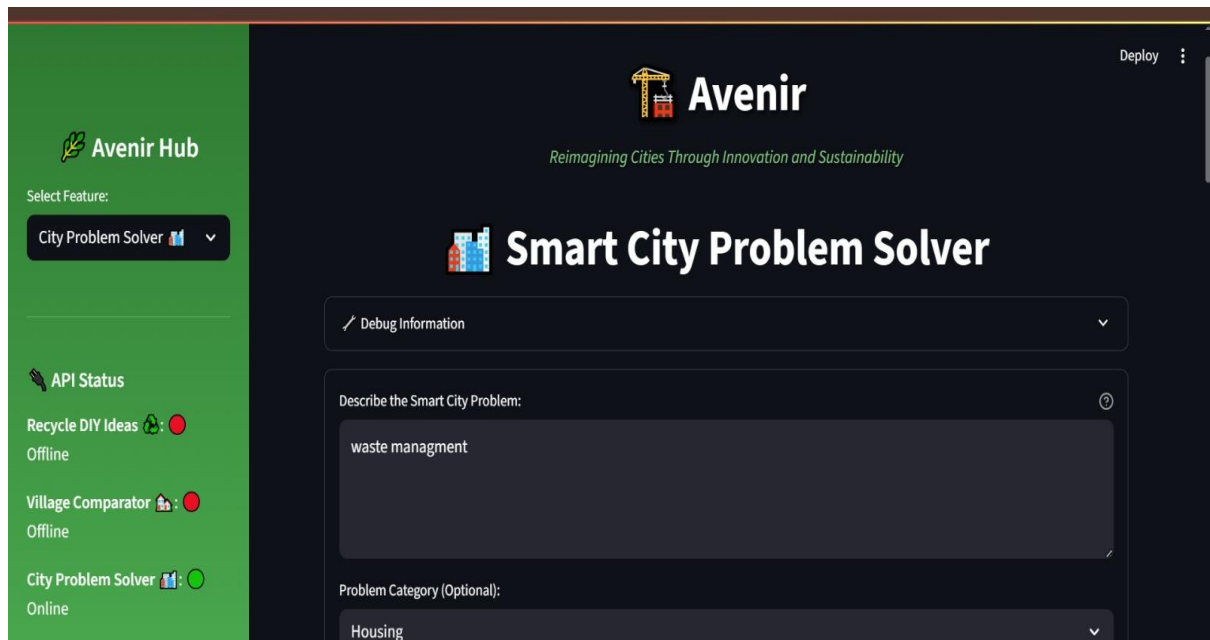 Deploy
Avenir
Reimagining Cities Through Innovation and Sustainability
Avenir Hub
Select Feature:
City Problem Solver
API Status
Recycle DIY Ideas :
Offline
Village Comparator :
Offline
City Problem Solver :
Online
Smart City Problem Solver
Debug Information
Describe the Smart City Problem:
waste managment
Problem Category (Optional):
Housing